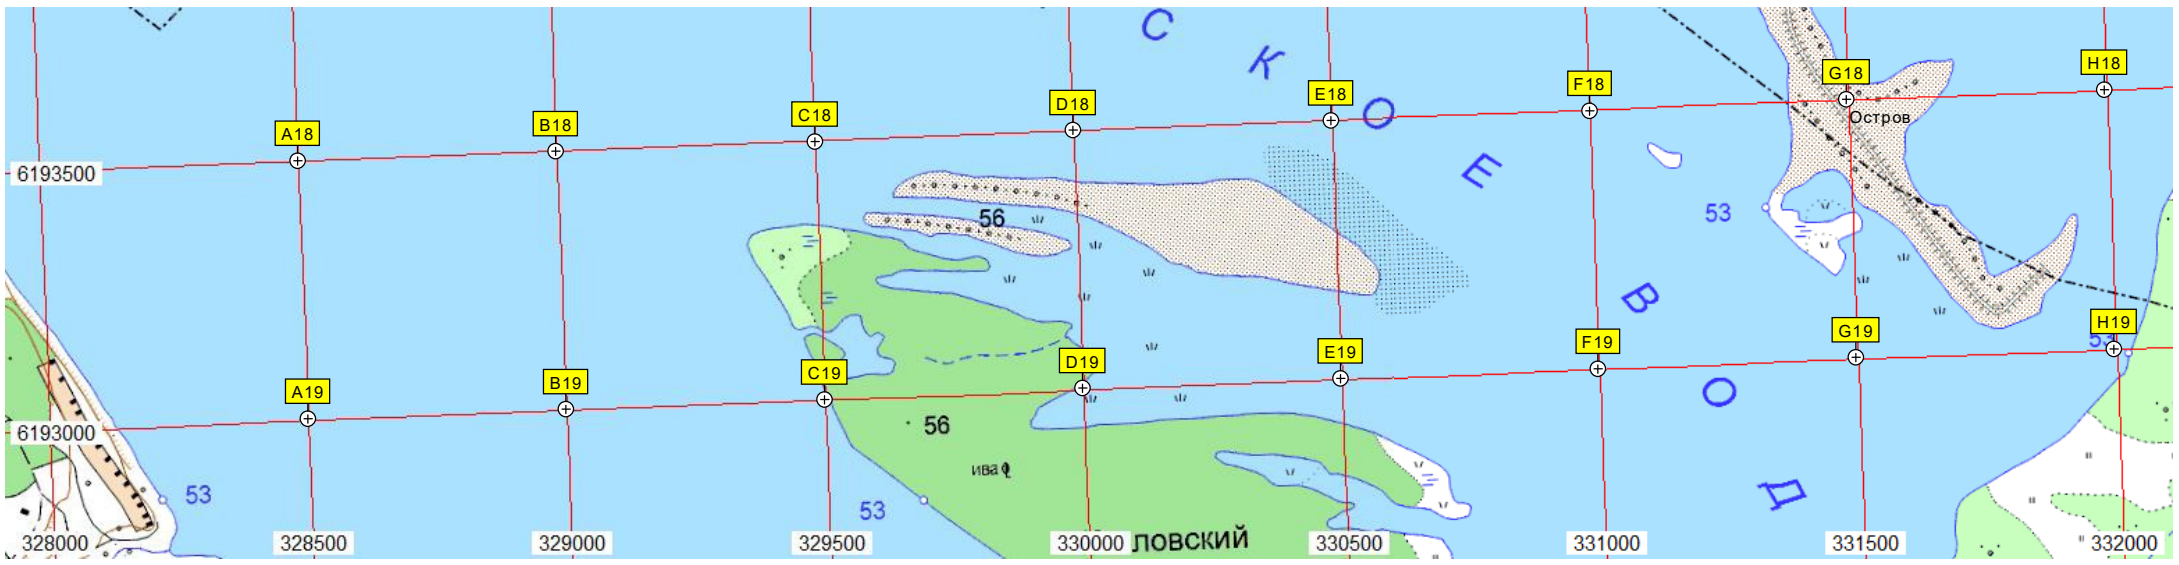 С
К
О
Е
В
О
Д
A18
B18
C18
D18
E18
F18
G18
H18
Остров
6193500
56
53
A19
B19
C19
D19
E19
F19
G19
H19
53
6193000
56
ива
53
53
ловский
328000
328500
329000
329500
330000
330500
331000
331500
332000